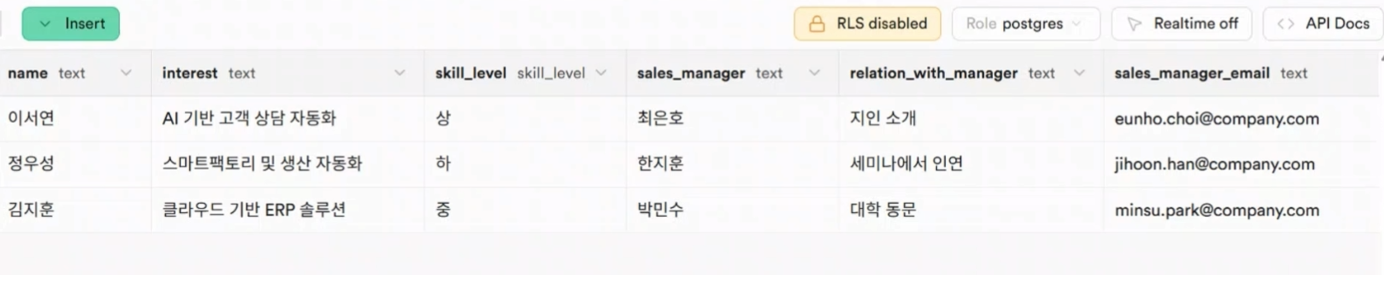 Insert RLS disabled Role postgres Realtime off <> API Docs
name text interest text skill_level skill_level sales_manager text relation_with_manager text sales_manager_email text
이서연 AI 기반 고객 상담 자동화 상 최은호 지인 소개 eunho.choi@company.com
정우성 스마트팩토리 및 생산 자동화 하 한지훈 세미나에서 인연 jihoon.han@company.com
김지훈 클라우드 기반 ERP 솔루션 중 박민수 대학 동문 minsu.park@company.com